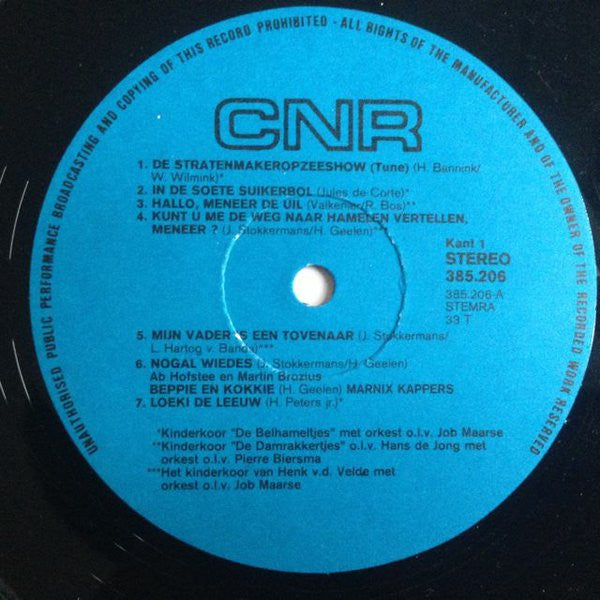 UNAUTHORISED PUBLIC PERFORMANCE BROADCASTING AND COPYING OF THIS RECORD PROHIBITED - ALL RIGHTS OF THE MANUFACTURER AND OF THE OWNER OF THE RECORDED WORK RESERVED
CNR
1. DE STRATENMAKEROPZEESHOW (Tune) (H. Bannink/
W. Wilmink)*
2. IN DE SOETE SUIKERBOL (Jules de Corte)*
3. HALLO, MENEER DE UIL (Valkenier/R. Bos)**
4. KUNT U ME DE WEG NAAR HAMELEN VERTELLEN,
MENEER ? (J. Stokkermans/H. Geelen)***
Kant 1
STEREO
385.206
385.206-A
STEMRA
33 T
5. MIJN VADER IS EEN TOVENAAR (J. Stokkermans/
L. Hartog v. Banda)***
6. NOGAL WIEDES (J. Stokkermans/H. Geelen)
Ab Hofstee en Martin Brozius
BEPPIE EN KOKKIE (H. Geelen) MARNIX KAPPERS
7. LOEKI DE LEEUW (H. Peters jr.)*
*Kinderkoor "De Belhameltjes" met orkest o.l.v. Job Maarse
**Kinderkoor "De Damrakkertjes" o.l.v. Hans de Jong met
orkest o.l.v. Pierre Biersma
***Het kinderkoor van Henk v.d. Velde met
orkest o.l.v. Job Maarse